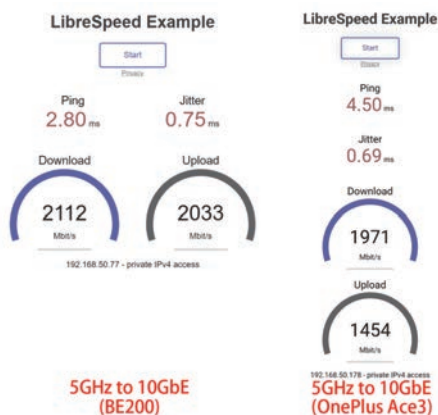 LibreSpeed Example
Start
Privacy
Ping
2.80 ms
Jitter
0.75 ms
Download
2112
Mbit/s
Upload
2033
Mbit/s
192.168.50.77 - private IPv4 access
5GHz to 10GbE
(BE200)
LibreSpeed Example
Start
Ping
4.50 ms
Jitter
0.69 ms
Download
1971
Mbit/s
Upload
1454
Mbit/s
192.168.50.178 - private IPv4 access
5GHz to 10GbE
(OnePlus Ace3)